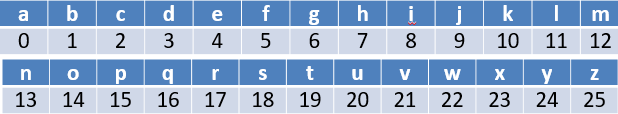 a b c d e f g h i j k l m
0 1 2 3 4 5 6 7 8 9 10 11 12
n o p q r s t u v w x y z
13 14 15 16 17 18 19 20 21 22 23 24 25